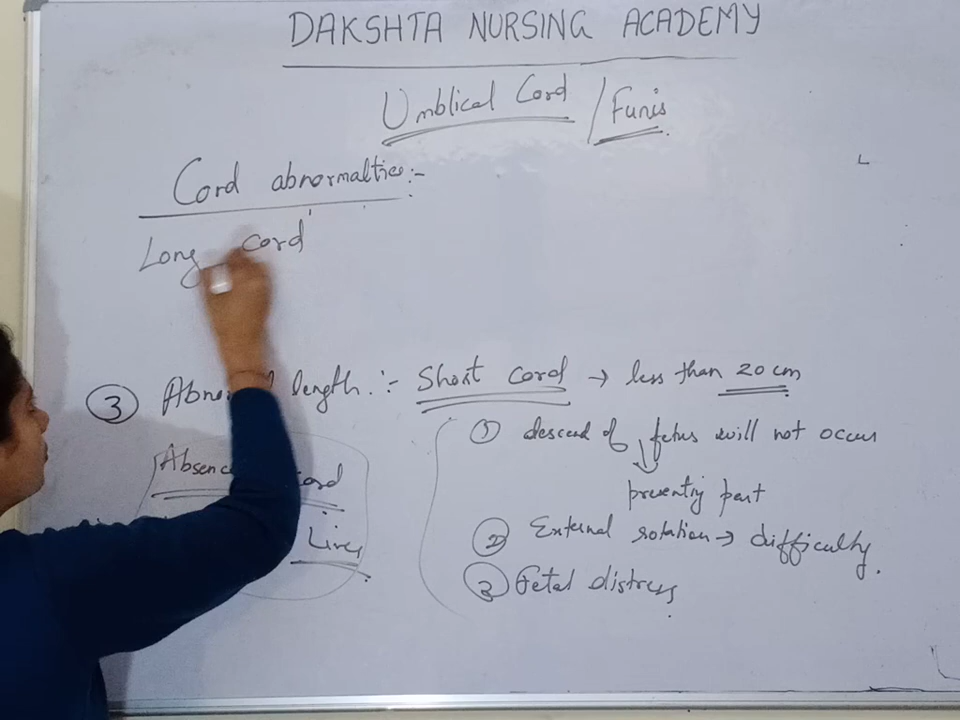 DAKSHTA NURSING ACADEMY
Umblical Cord / Funis
Cord abnormalties:-
Long cord
③ length:- Short cord → less than 20 cm
① descend of fetus will not occur
presenting part
② External rotation → difficulty.
③ Fetal distress
Lives